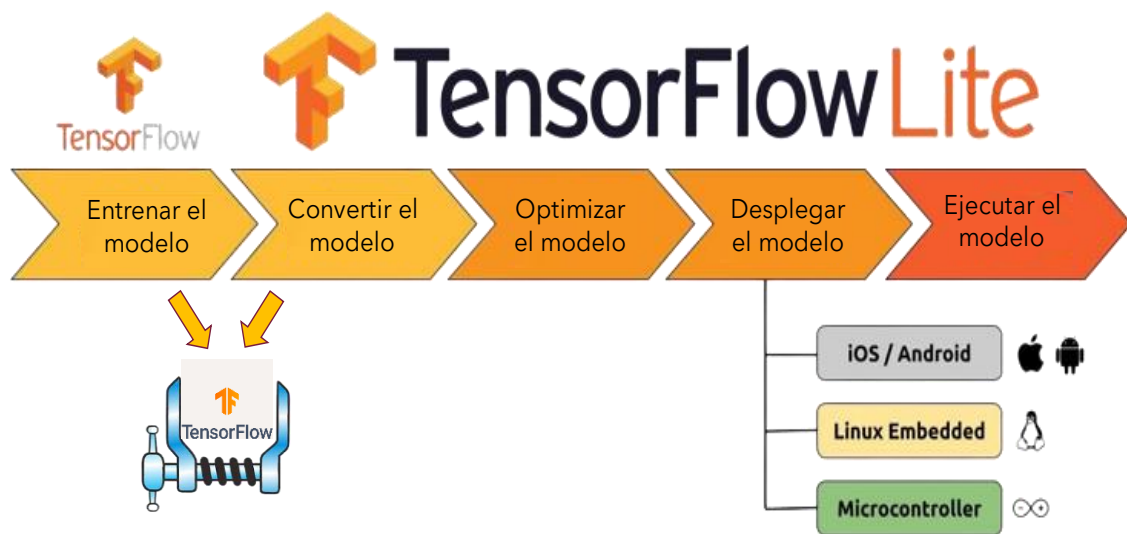 TensorFlow
TensorFlow Lite
Entrenar el
modelo
Convertir el
modelo
Optimizar
el modelo
Desplegar
el modelo
Ejecutar el
modelo
TensorFlow
iOS / Android
Linux Embedded
Microcontroller